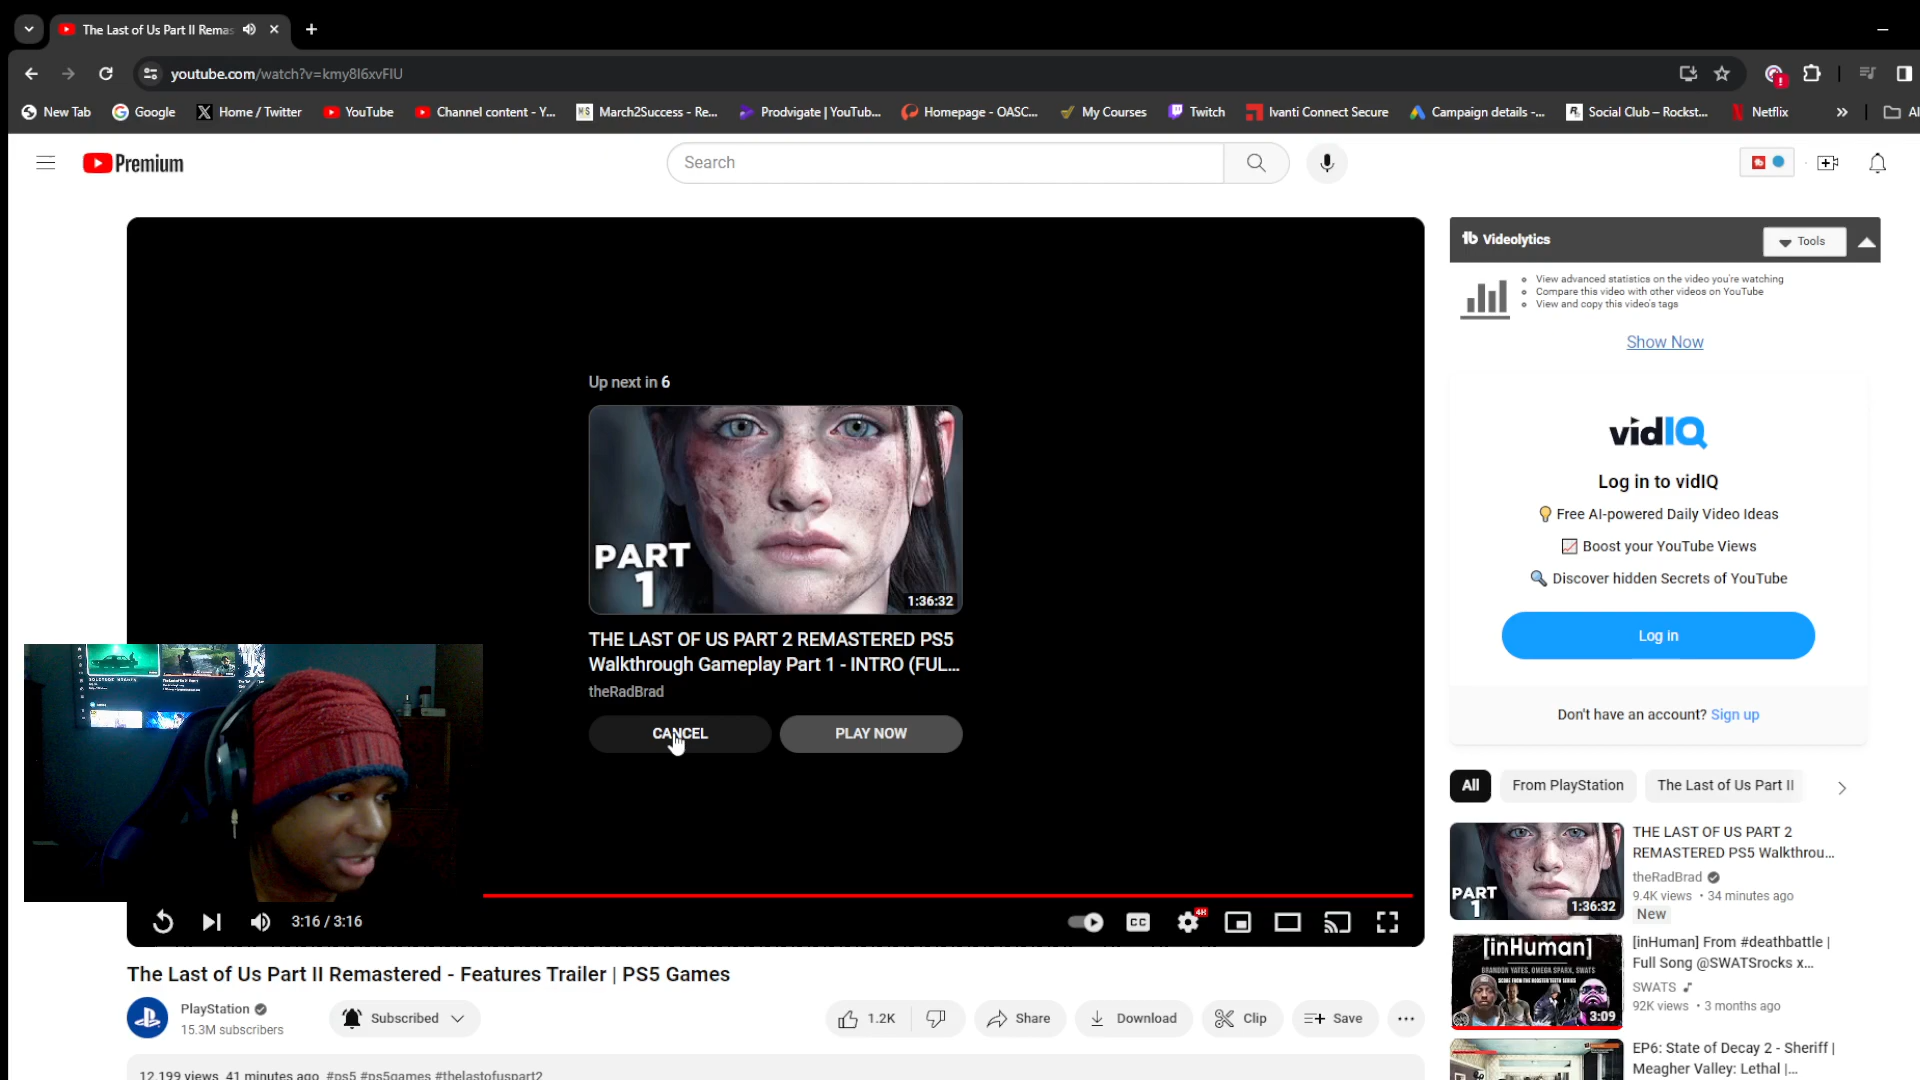 The Last of Us Part II Remas
youtube.com/watch?v=kmy8I6xvFIU
New Tab
Google
Home / Twitter
YouTube
Channel content - Y...
March2Success - Re...
Prodvigate | YouTub...
Homepage - OASC...
My Courses
Twitch
Ivanti Connect Secure
Campaign details -...
Social Club – Rockst...
Netflix
»
Al
Premium
Search
Videolytics
Tools
View advanced statistics on the video you're watching
Compare this video with other videos on YouTube
View and copy this video's tags
Show Now
Up next in 6
PART
1
1:36:32
THE LAST OF US PART 2 REMASTERED PS5
Walkthrough Gameplay Part 1 - INTRO (FUL...
theRadBrad
CANCEL
PLAY NOW
vidIQ
Log in to vidIQ
Free AI-powered Daily Video Ideas
Boost your YouTube Views
Discover hidden Secrets of YouTube
Log in
Don't have an account? Sign up
All
From PlayStation
The Last of Us Part II
PART
1
1:36:32
THE LAST OF US PART 2
REMASTERED PS5 Walkthrou...
theRadBrad
9.4K views • 34 minutes ago
New
[inHuman]
BRANDON YATES, OMEGA SPARX, SWATS
3:09
[inHuman] From #deathbattle |
Full Song @SWATSrocks x...
SWATS
92K views • 3 months ago
EP6: State of Decay 2 - Sheriff |
Meagher Valley: Lethal |...
3:16 / 3:16
CC
4K
The Last of Us Part II Remastered - Features Trailer | PS5 Games
PlayStation
15.3M subscribers
Subscribed
1.2K
Share
Download
Clip
Save
12,199 views 41 minutes ago #ps5 #ps5games #thelastofuspart2